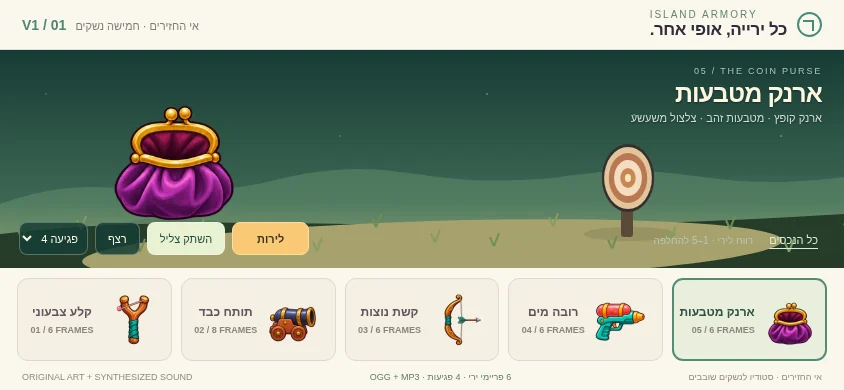 ISLAND ARMORY
כל ירייה, אופי אחר.
אי החזירים · חמישה נשקים
V1 / 01
05 / THE COIN PURSE
ארנק מטבעות
ארנק קופץ · מטבעות זהב · צלצול משעשע
כל הנכסים
רווח לירי · 1–5 להחלפה
לירות
השתק צליל
רצף
פגיעה 4
ארנק מטבעות
05 / 6 FRAMES
רובה מים
04 / 6 FRAMES
קשת נוצות
03 / 6 FRAMES
תותח כבד
02 / 8 FRAMES
קלע צבעוני
01 / 6 FRAMES
אי החזירים · סטודיו לנשקים שובבים
6 פריימי ירי · 4 פגיעות · OGG + MP3
ORIGINAL ART + SYNTHESIZED SOUND